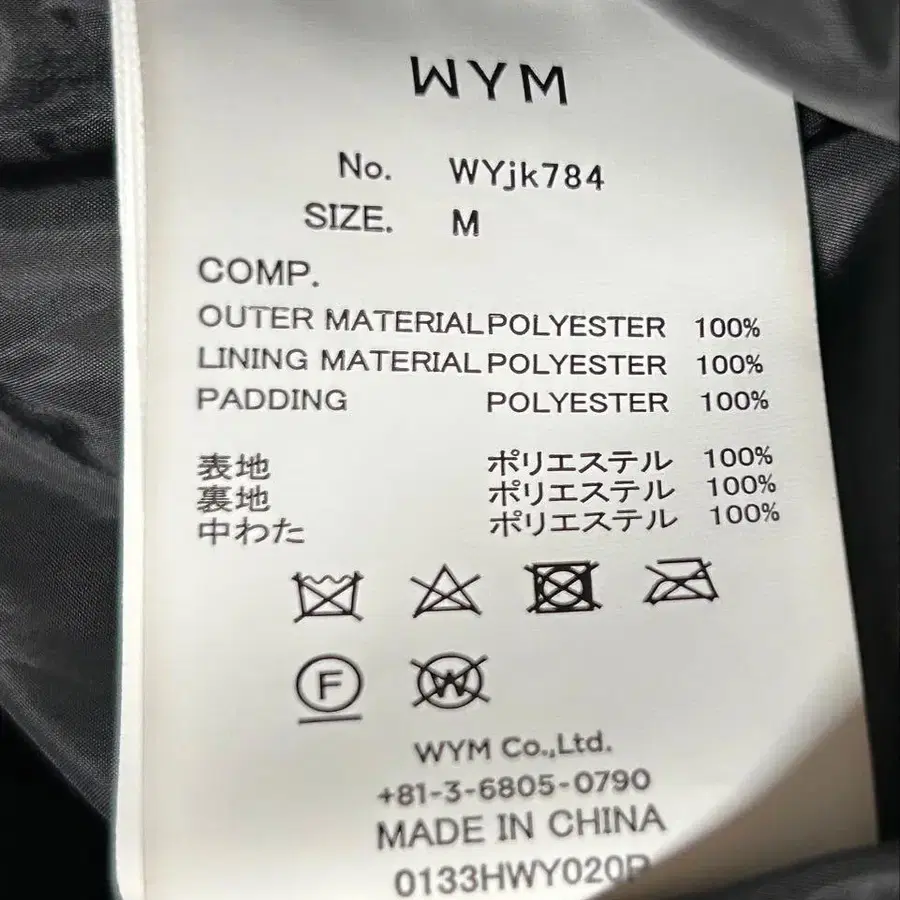 WYM
No. WYjk784
SIZE. M
COMP.
OUTER MATERIAL POLYESTER 100%
LINING MATERIAL POLYESTER 100%
PADDING POLYESTER 100%
表地 ポリエステル 100%
裏地 ポリエステル 100%
中わた ポリエステル 100%
F W
WYM Co.,Ltd.
+81-3-6805-0790
MADE IN CHINA